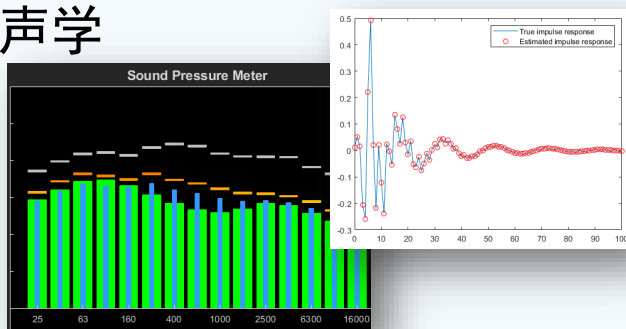 声学
Sound Pressure Meter
25 63 160 400 1000 2500 6300 16000
True impulse response
Estimated impulse response
0.5
0.4
0.3
0.2
0.1
0
-0.1
-0.2
-0.3
0 10 20 30 40 50 60 70 80 90 100